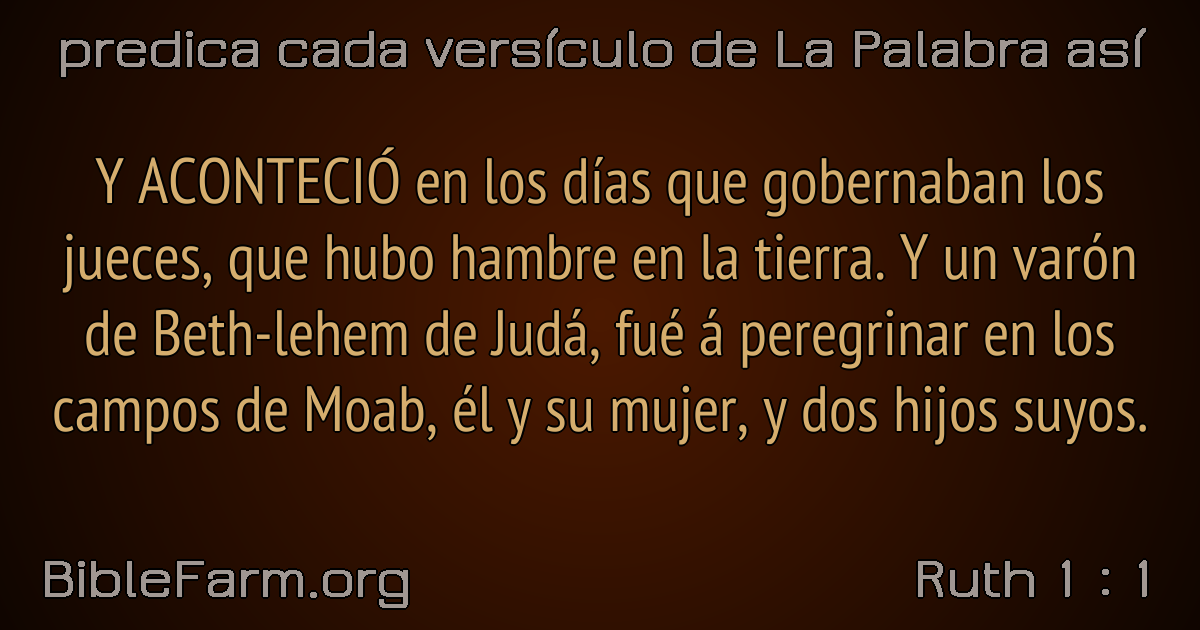 predica cada versículo de La Palabra así
Y ACONTECIÓ en los días que gobernaban los
jueces, que hubo hambre en la tierra. Y un varón
de Beth-lehem de Judá, fué á peregrinar en los
campos de Moab, él y su mujer, y dos hijos suyos.
BibleFarm.org
Ruth 1 : 1